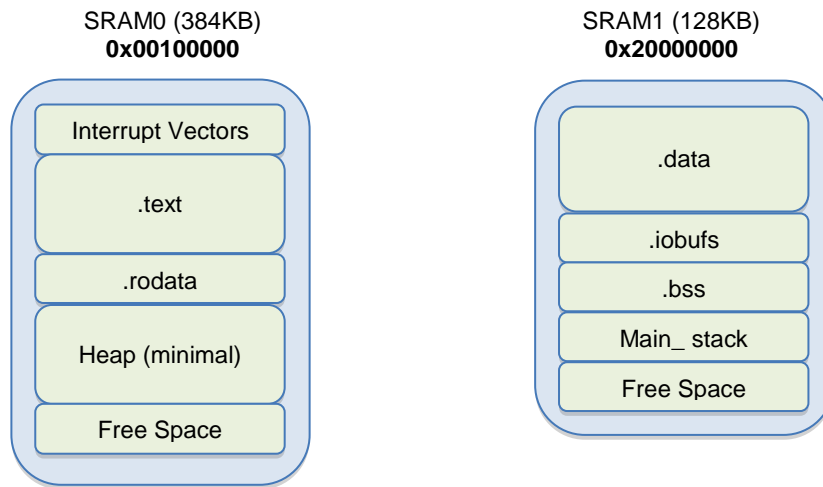 SRAM0 (384KB)
0x00100000
Interrupt Vectors
.text
.rodata
Heap (minimal)
Free Space
SRAM1 (128KB)
0x20000000
.data
.iobufs
.bss
Main_ stack
Free Space